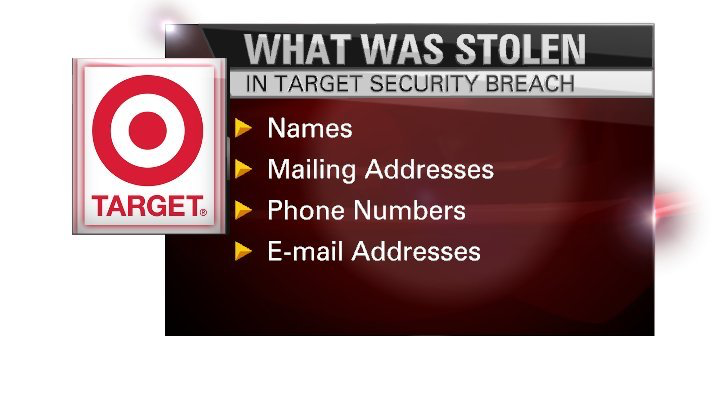 WHAT WAS STOLEN
IN TARGET SECURITY BREACH
Names
Mailing Addresses
Phone Numbers
E-mail Addresses
TARGET®